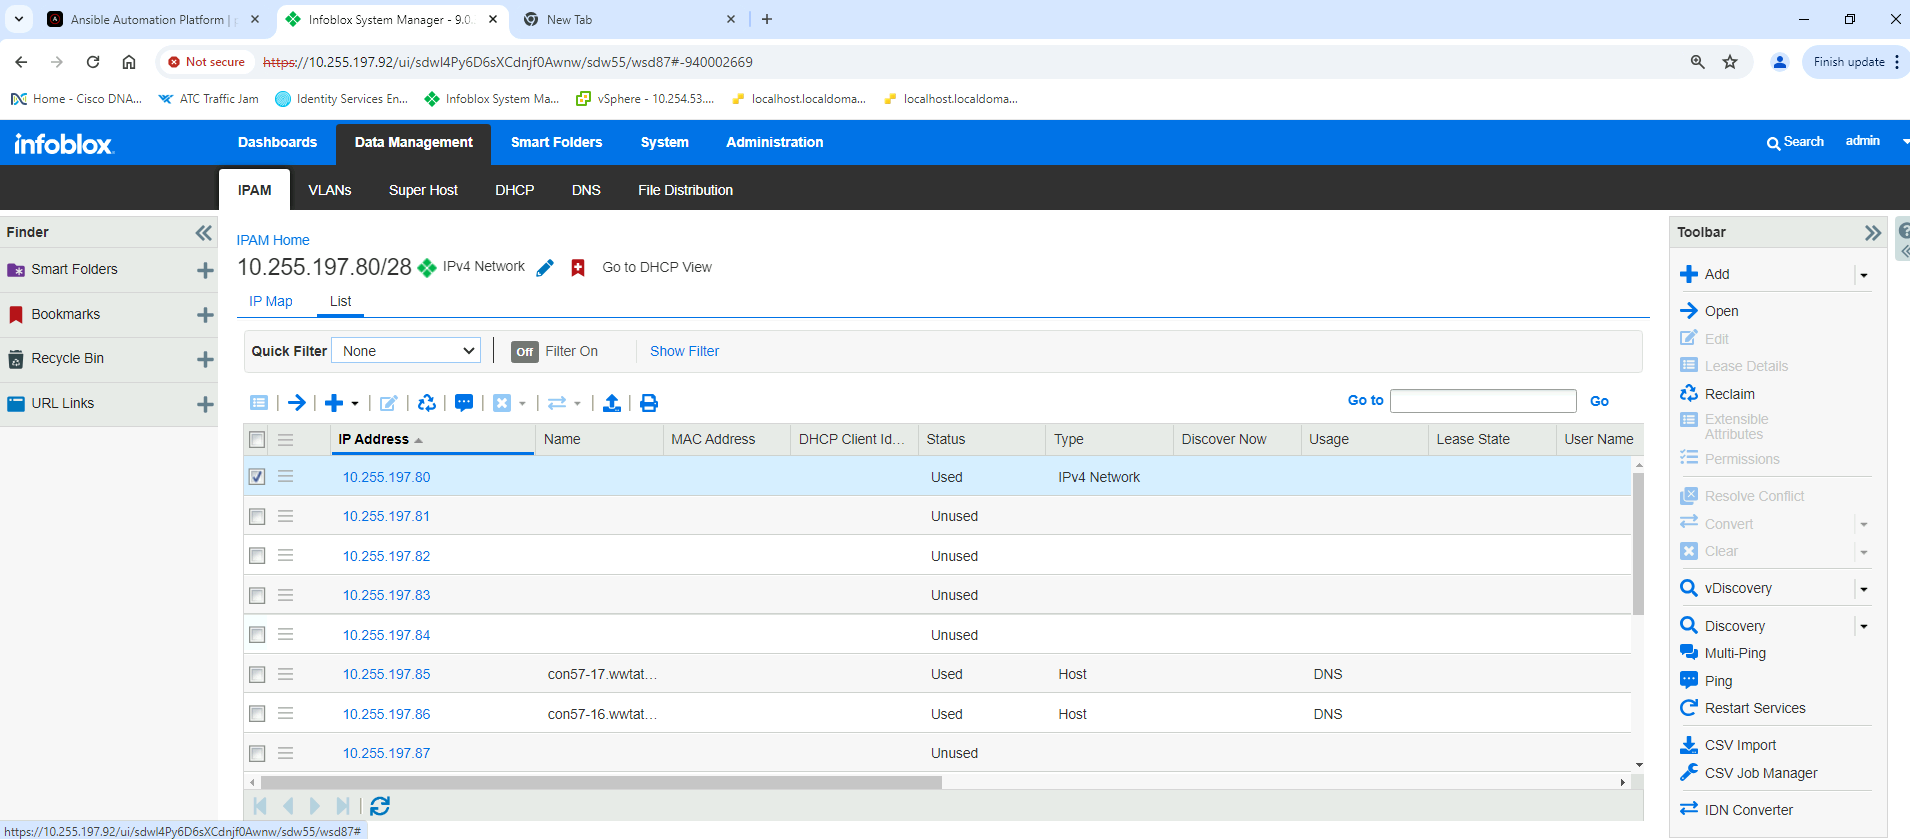 Ansible Automation Platform |
Infoblox System Manager - 9.0
New Tab
Not secure
https://10.255.197.92/ui/sdwl4Py6D6sXCdnjf0Awnw/sdw55/wsd87#-940002669
Finish update
Home - Cisco DNA...
ATC Traffic Jam
Identity Services En...
Infoblox System Ma...
vSphere - 10.254.53....
localhost.localdoma...
localhost.localdoma...
infoblox.
Dashboards
Data Management
Smart Folders
System
Administration
Search
admin
IPAM
VLANs
Super Host
DHCP
DNS
File Distribution
Finder
Smart Folders
Bookmarks
Recycle Bin
URL Links
IPAM Home
10.255.197.80/28 IPv4 Network Go to DHCP View
IP Map
List
Quick Filter None Off Filter On Show Filter
Go to Go
IP Address Name MAC Address DHCP Client Id... Status Type Discover Now Usage Lease State User Name
10.255.197.80 Used IPv4 Network
10.255.197.81 Unused
10.255.197.82 Unused
10.255.197.83 Unused
10.255.197.84 Unused
10.255.197.85 con57-17.wwtat... Used Host DNS
10.255.197.86 con57-16.wwtat... Used Host DNS
10.255.197.87 Unused
Toolbar
Add
Open
Edit
Lease Details
Reclaim
Extensible
Attributes
Permissions
Resolve Conflict
Convert
Clear
vDiscovery
Discovery
Multi-Ping
Ping
Restart Services
CSV Import
CSV Job Manager
IDN Converter
https://10.255.197.92/ui/sdwl4Py6D6sXCdnjf0Awnw/sdw55/wsd87#